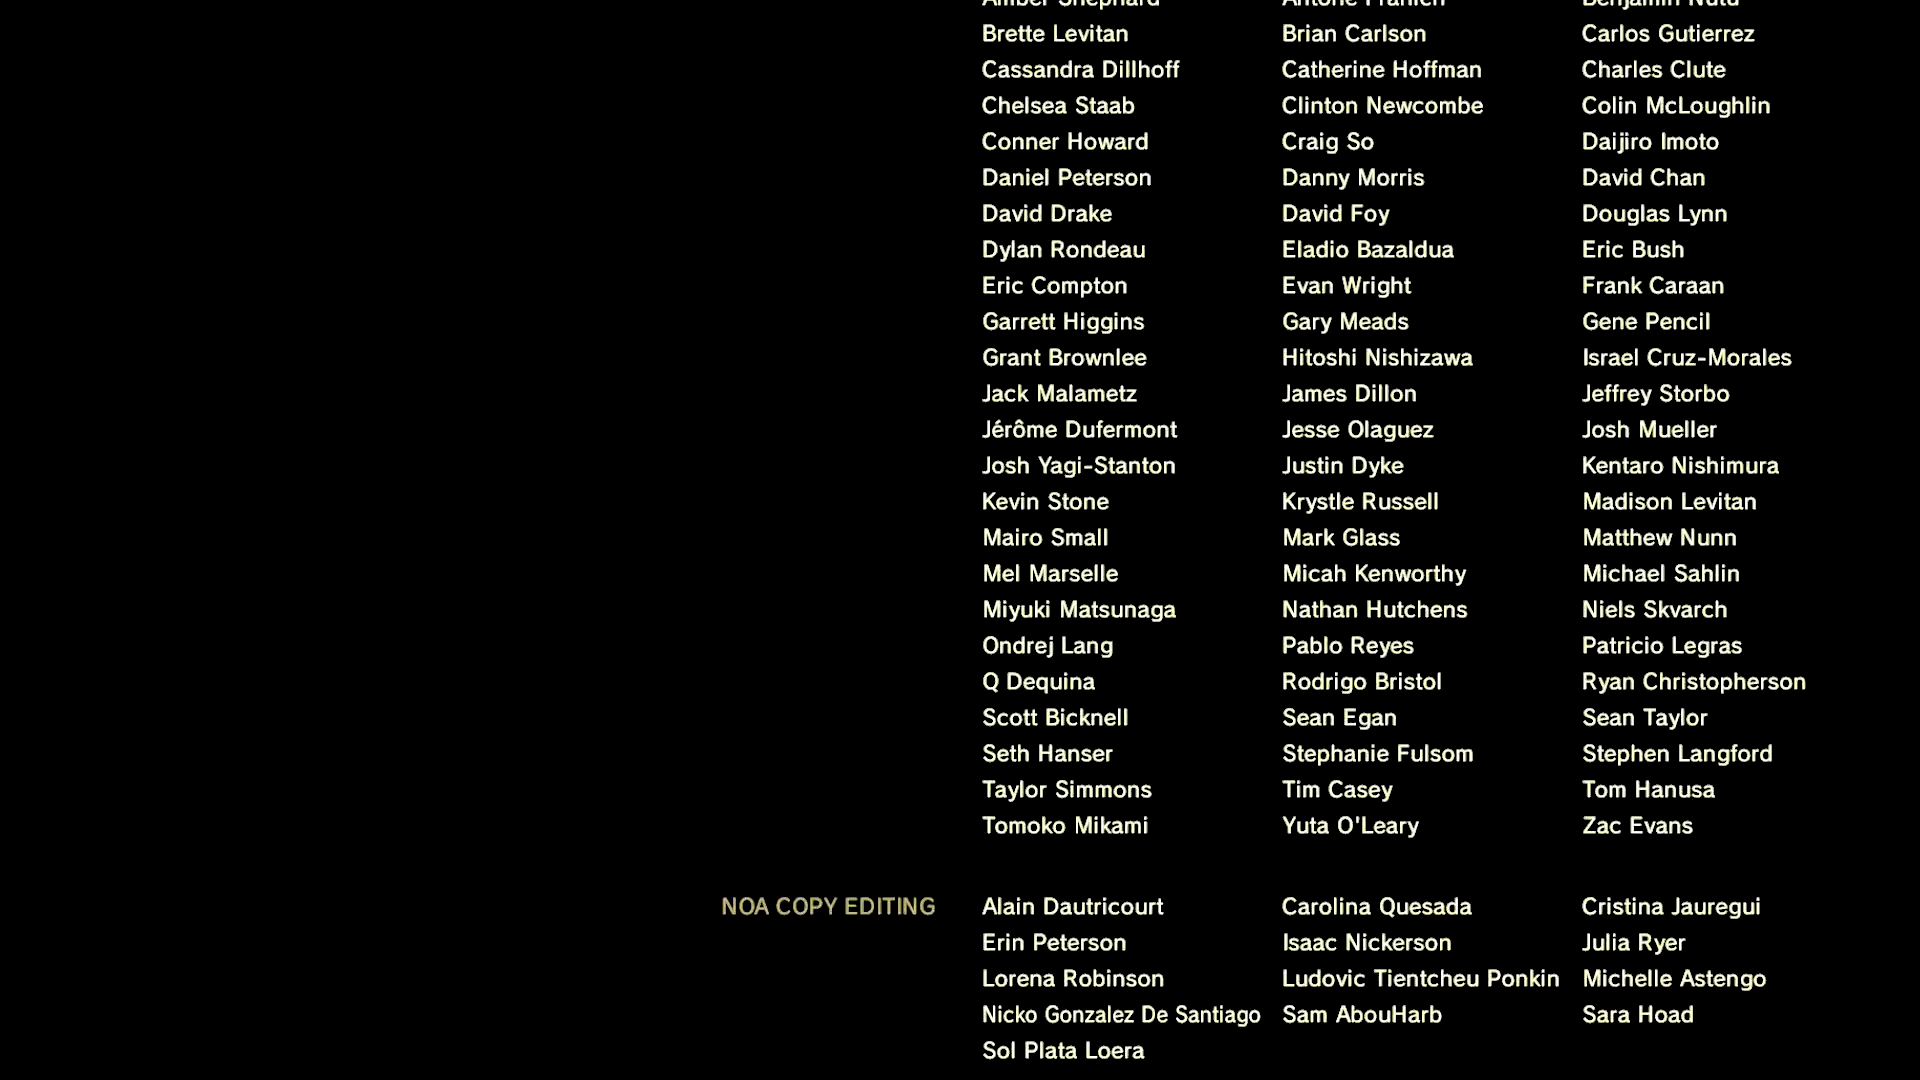 Amber Shephard Antone Franich Benjamin Nutu
Brette Levitan Brian Carlson Carlos Gutierrez
Cassandra Dillhoff Catherine Hoffman Charles Clute
Chelsea Staab Clinton Newcombe Colin McLoughlin
Conner Howard Craig So Daijiro Imoto
Daniel Peterson Danny Morris David Chan
David Drake David Foy Douglas Lynn
Dylan Rondeau Eladio Bazaldua Eric Bush
Eric Compton Evan Wright Frank Caraan
Garrett Higgins Gary Meads Gene Pencil
Grant Brownlee Hitoshi Nishizawa Israel Cruz-Morales
Jack Malametz James Dillon Jeffrey Storbo
Jérôme Dufermont Jesse Olaguez Josh Mueller
Josh Yagi-Stanton Justin Dyke Kentaro Nishimura
Kevin Stone Krystle Russell Madison Levitan
Mairo Small Mark Glass Matthew Nunn
Mel Marselle Micah Kenworthy Michael Sahlin
Miyuki Matsunaga Nathan Hutchens Niels Skvarch
Ondrej Lang Pablo Reyes Patricio Legras
Q Dequina Rodrigo Bristol Ryan Christopherson
Scott Bicknell Sean Egan Sean Taylor
Seth Hanser Stephanie Fulsom Stephen Langford
Taylor Simmons Tim Casey Tom Hanusa
Tomoko Mikami Yuta O'Leary Zac Evans
NOA COPY EDITING Alain Dautricourt Carolina Quesada Cristina Jauregui
Erin Peterson Isaac Nickerson Julia Ryer
Lorena Robinson Ludovic Tientcheu Ponkin Michelle Astengo
Nicko Gonzalez De Santiago Sam AbouHarb Sara Hoad
Sol Plata Loera